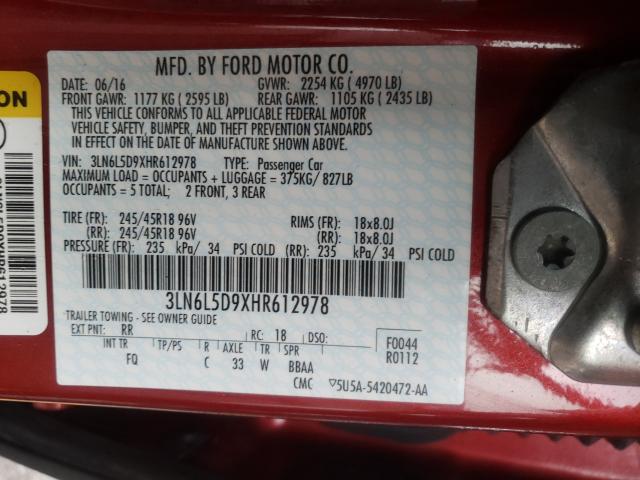 MFD. BY FORD MOTOR CO.
DATE: 06/16 GVWR: 2254 KG ( 4970 LB)
FRONT GAWR: 1177 KG ( 2595 LB) REAR GAWR: 1105 KG ( 2435 LB)
THIS VEHICLE CONFORMS TO ALL APPLICABLE FEDERAL MOTOR
VEHICLE SAFETY, BUMPER, AND THEFT PREVENTION STANDARDS
IN EFFECT ON THE DATE OF MANUFACTURE SHOWN ABOVE.
VIN: 3LN6L5D9XHR612978 TYPE: Passenger Car
MAXIMUM LOAD = OCCUPANTS + LUGGAGE = 375KG/ 827LB
OCCUPANTS = 5 TOTAL; 2 FRONT, 3 REAR
TIRE (FR): 245/45R18 96V RIMS (FR): 18x8.0J
(RR): 245/45R18 96V (RR): 18x8.0J
PRESSURE (FR): 235 kPa/ 34 PSI COLD (RR): 235 kPa/ 34 PSI COLD
3LN6L5D9XHR612978
TRAILER TOWING - SEE OWNER GUIDE
EXT PNT: RR RC: 18 DSO: F0044
INT TR TP/PS R AXLE TR SPR R0112
FQ C 33 W BBAA
CMC 5U5A-5420472-AA
ON
3LN6L5D9XHR612978